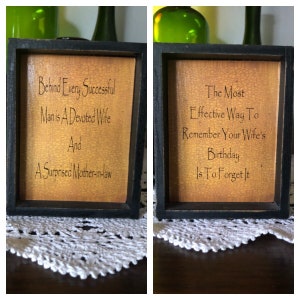 Behind Every Successful
Man is A Devoted Wife
And
A Surprised Mother-in-law
The Most
Effective Way To
Remember Your Wife's
Birthday
Is To Forget It